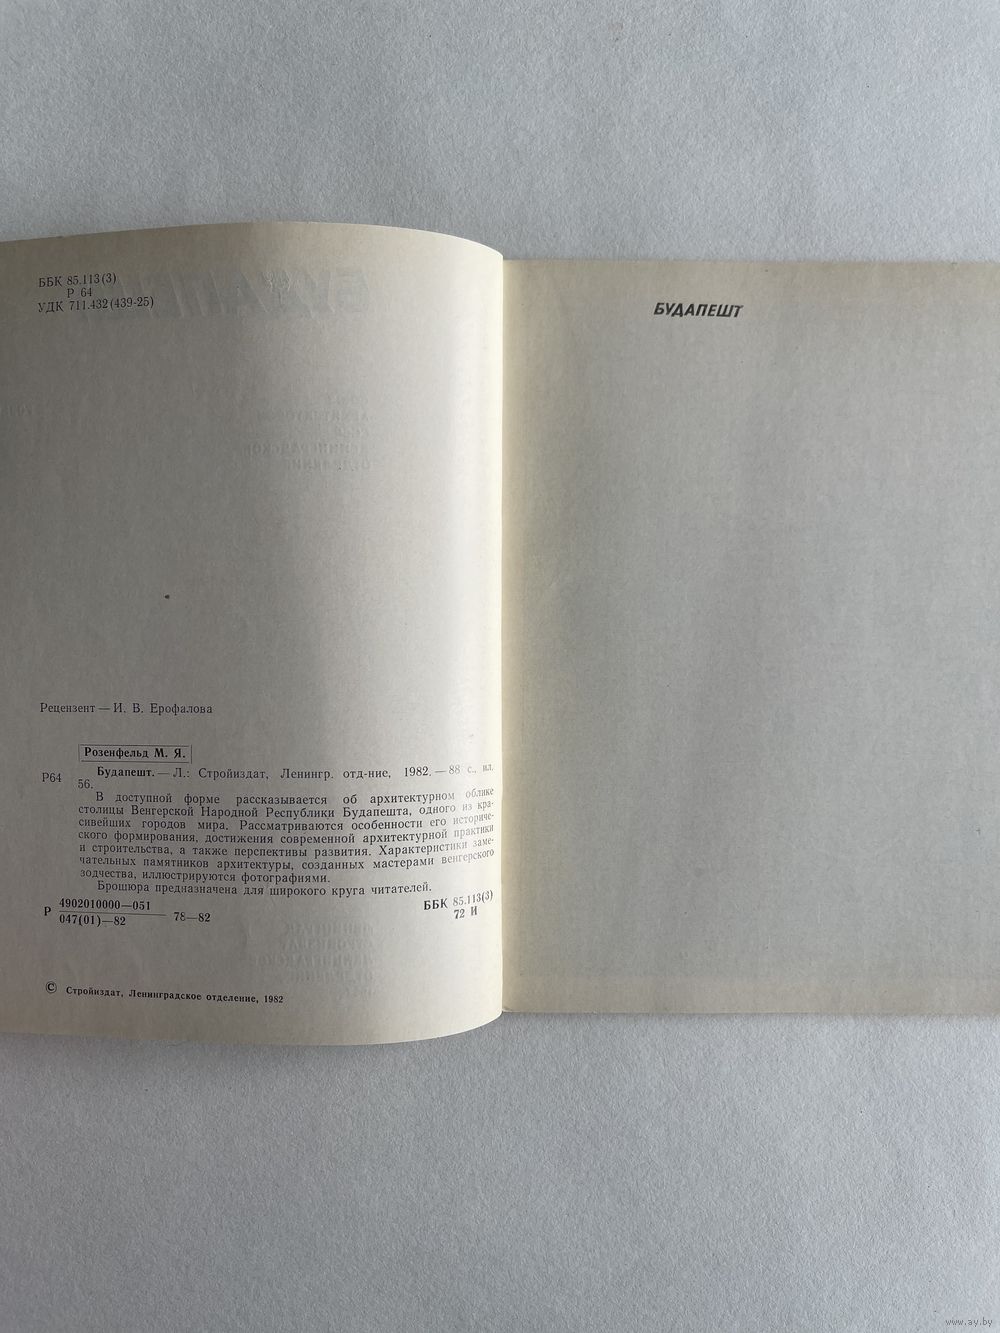 ББК 85.113(3)
Р 64
УДК 711.432(439-25)
Рецензент — И. В. Ерофалова
Розенфельд М. Я.
Р64 Будапешт. — Л.: Стройиздат, Ленингр. отд-ние, 1982. — 88 с., ил.
56.
В доступной форме рассказывается об архитектурном облике
столицы Венгерской Народной Республики Будапешта, одного из кра-
сивейших городов мира. Рассматриваются особенности его историче-
ского формирования, достижения современной архитектурной практики
и строительства, а также перспективы развития. Характеристики заме-
чательных памятников архитектуры, созданных мастерами венгерского
зодчества, иллюстрируются фотографиями.
Брошюра предназначена для широкого круга читателей.
Р 4902010000—051
047(01)—82
78—82
ББК 85.113(3)
72 И
© Стройиздат, Ленинградское отделение, 1982
БУДАПЕШТ
www.ay.by